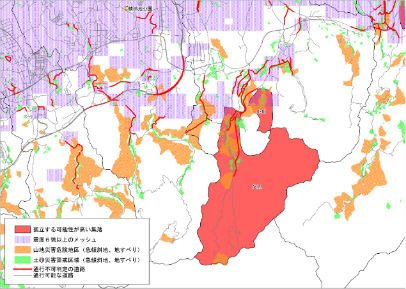 孤立する可能性が高い集落
震度6強以上のメッシュ
山地災害危険地区（急傾斜地、地すべり）
土砂災害警戒区域（急傾斜地、地すべり）
通行不可判定の道路
通行可能な道路